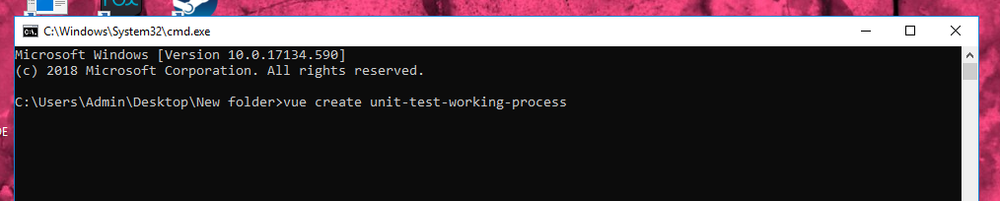 C:\Windows\System32\cmd.exe
Microsoft Windows [Version 10.0.17134.590]
(c) 2018 Microsoft Corporation. All rights reserved.
C:\Users\Admin\Desktop\New folder>vue create unit-test-working-process